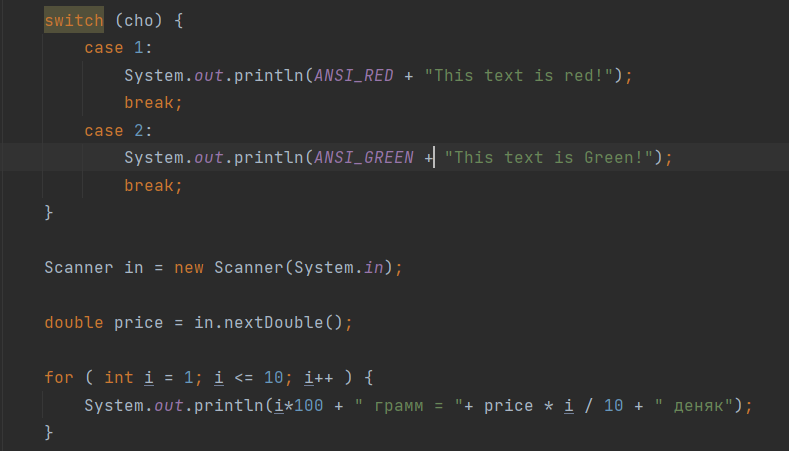 switch (cho) {
case 1:
System.out.println(ANSI_RED + "This text is red!");
break;
case 2:
System.out.println(ANSI_GREEN + "This text is Green!");
break;
}
Scanner in = new Scanner(System.in);
double price = in.nextDouble();
for ( int i = 1; i <= 10; i++ ) {
System.out.println(i*100 + " грамм = "+ price * i / 10 + " деняк");
}